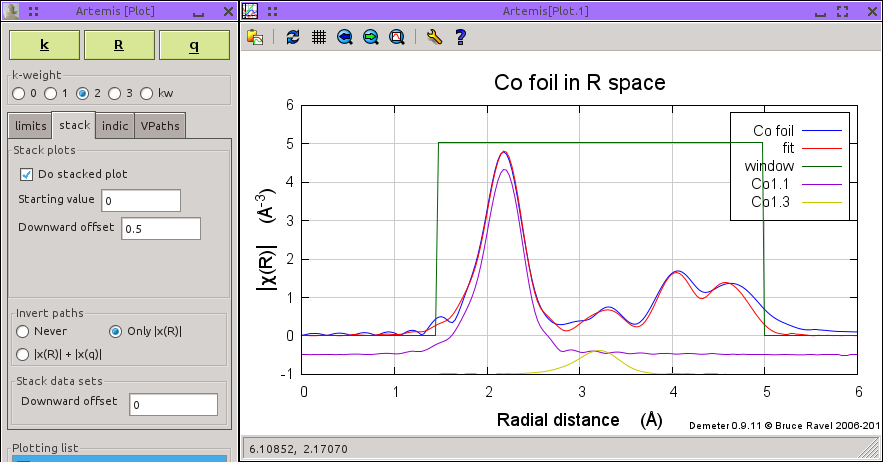 Artemis [Plot]
k
R
q
k-weight
0 1 2 3 kw
limits stack indic VPaths
Stack plots
Do stacked plot
Starting value 0
Downward offset 0.5
Invert paths
Never
Only |χ(R)|
|χ(R)| + |χ(q)|
Stack data sets
Downward offset 0
Plotting list
Artemis[Plot.1]
Co foil in R space
Co foil
fit
window
Co1.1
Co1.3
|χ(R)| (Å-3)
6
5
4
3
2
1
0
-1
0 1 2 3 4 5 6
Radial distance (Å)
Demeter 0.9.11 © Bruce Ravel 2006-201
6.10852, 2.17070